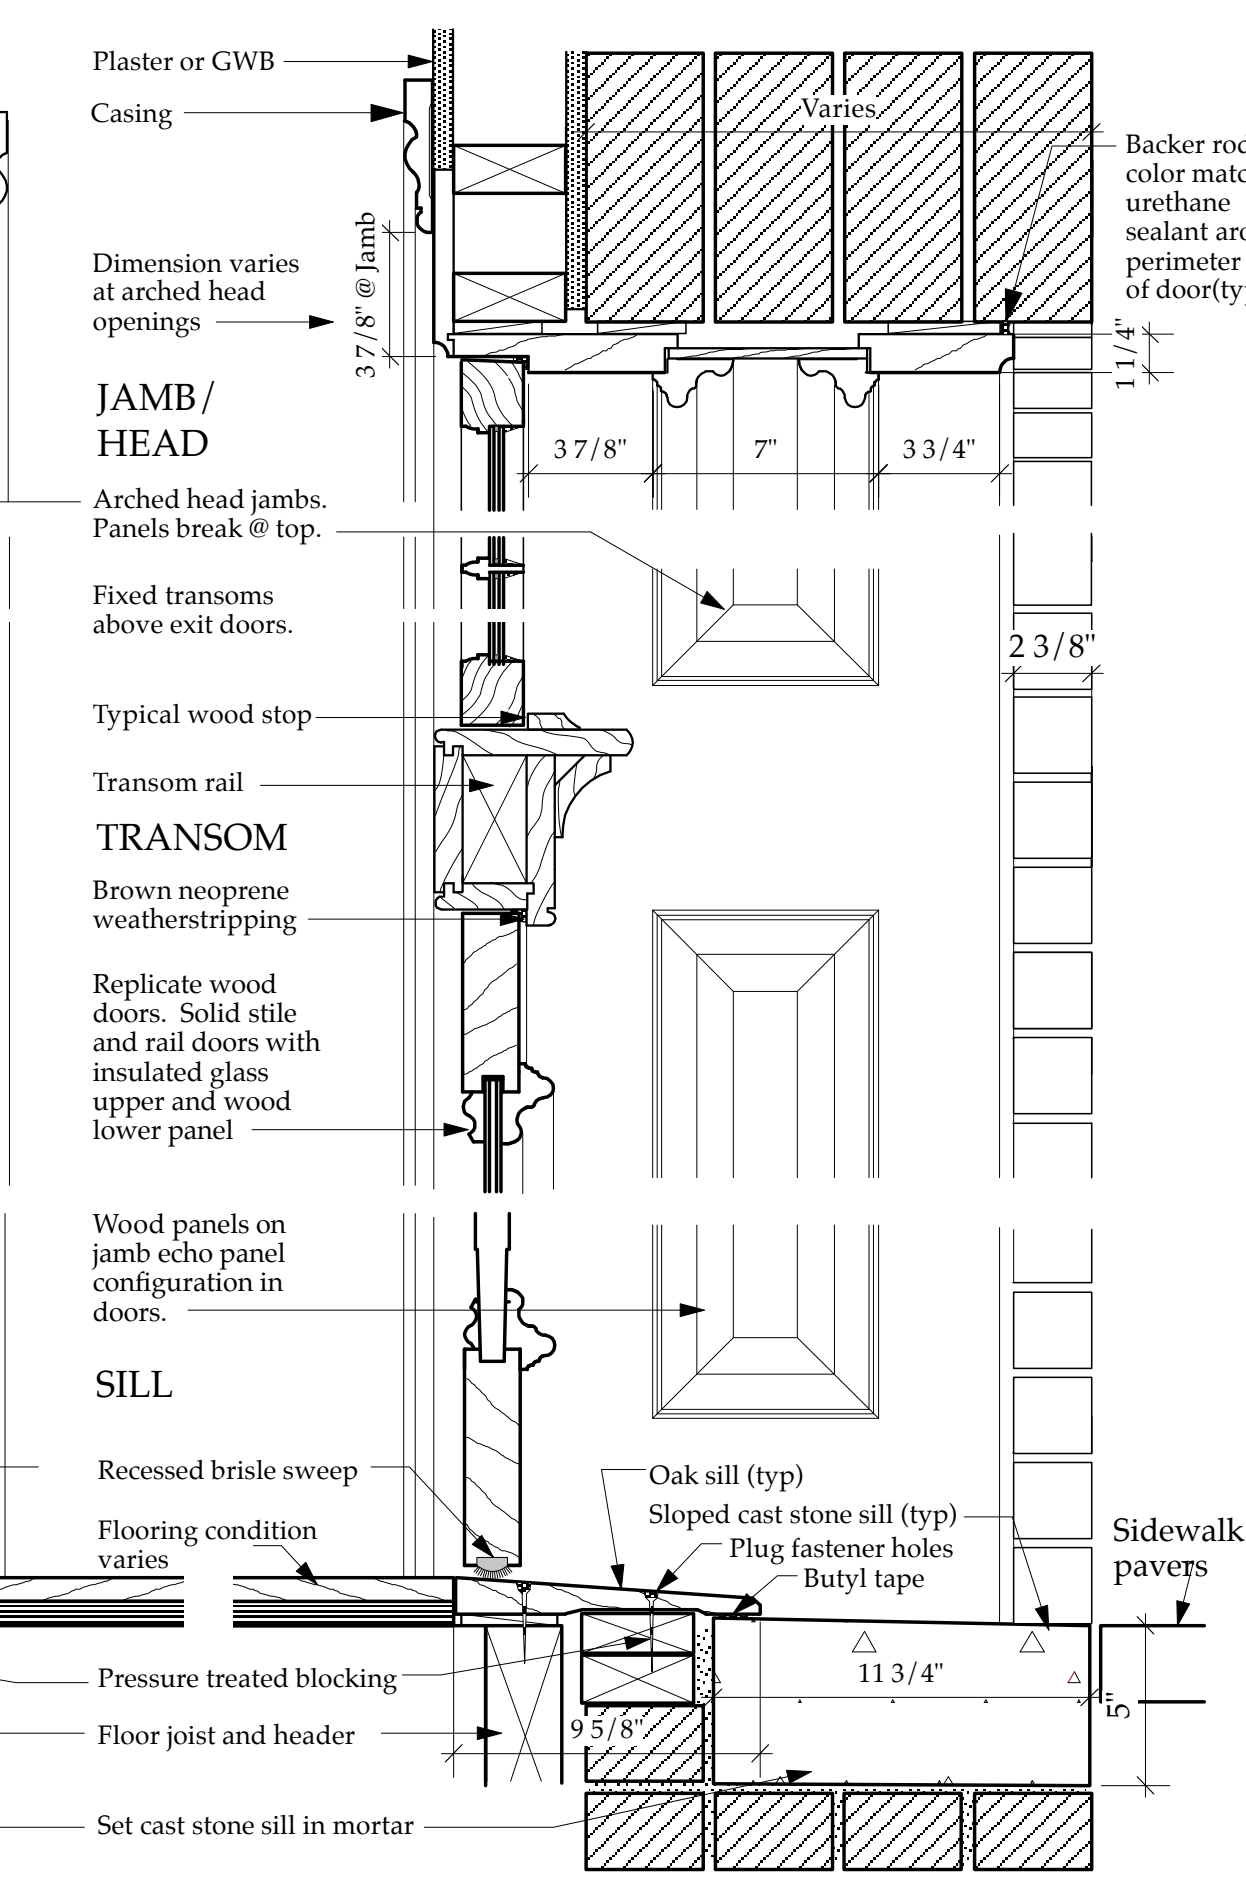 Plaster or GWB
Casing
Varies
Backer rod
color matc
urethane
sealant aro
perimeter
of door(typ
Dimension varies
at arched head
openings
3 7/8" @ Jamb
1 1/4"
JAMB/
HEAD
3 7/8"
7"
3 3/4"
Arched head jambs.
Panels break @ top.
Fixed transoms
above exit doors.
2 3/8"
Typical wood stop
Transom rail
TRANSOM
Brown neoprene
weatherstripping
Replicate wood
doors. Solid stile
and rail doors with
insulated glass
upper and wood
lower panel
Wood panels on
jamb echo panel
configuration in
doors.
SILL
Recessed brisle sweep
Oak sill (typ)
Sloped cast stone sill (typ)
Flooring condition
varies
Plug fastener holes
Butyl tape
Sidewalk
pavers
Pressure treated blocking
11 3/4"
5"
Floor joist and header
9 5/8"
Set cast stone sill in mortar